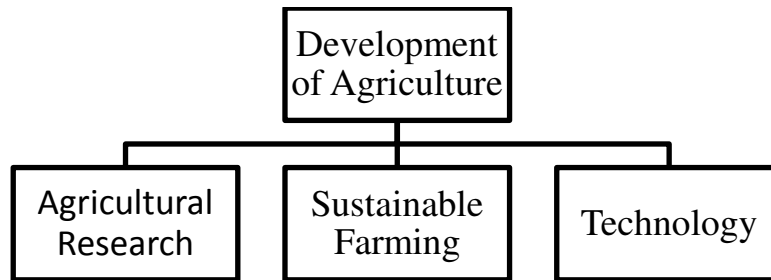 Development
of Agriculture
Agricultural
Research
Sustainable
Farming
Technology